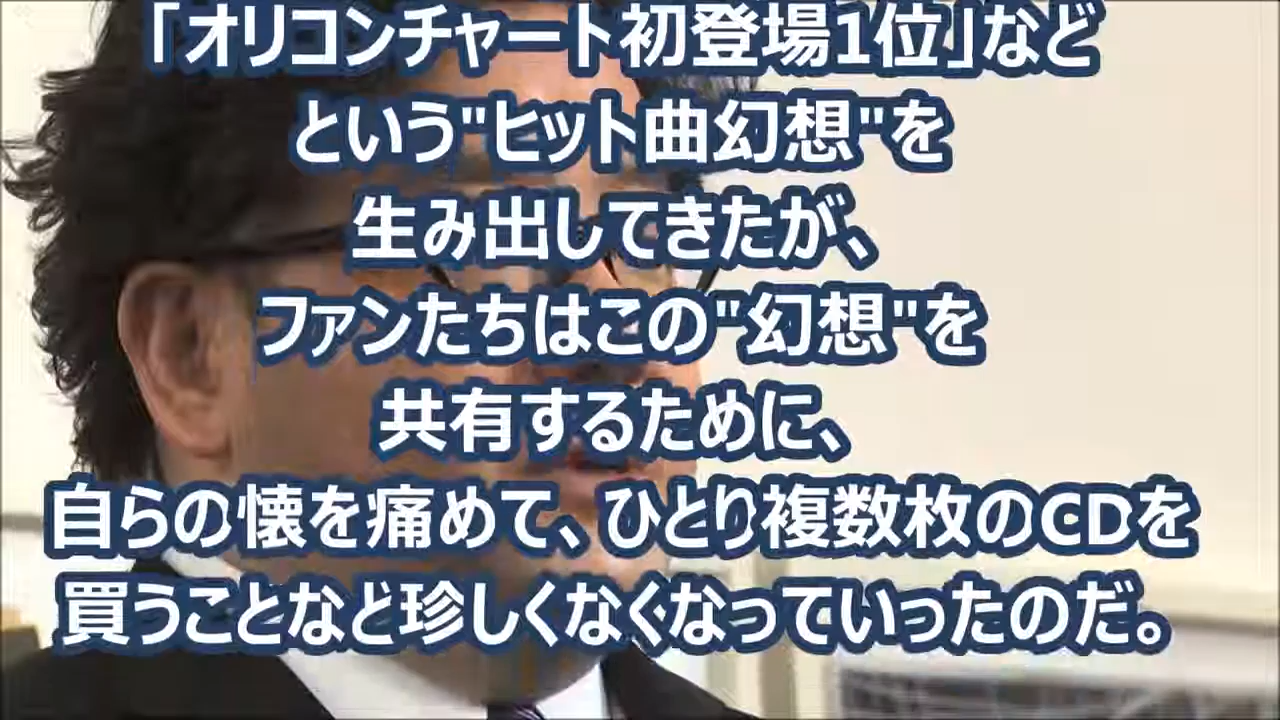 「オリコンチャート初登場1位」など
という"ヒット曲幻想"を
生み出してきたが、
ファンたちはこの"幻想"を
共有するために、
自らの懐を痛めて、ひとり複数枚のCDを
買うことなど珍しくなくなっていったのだ。